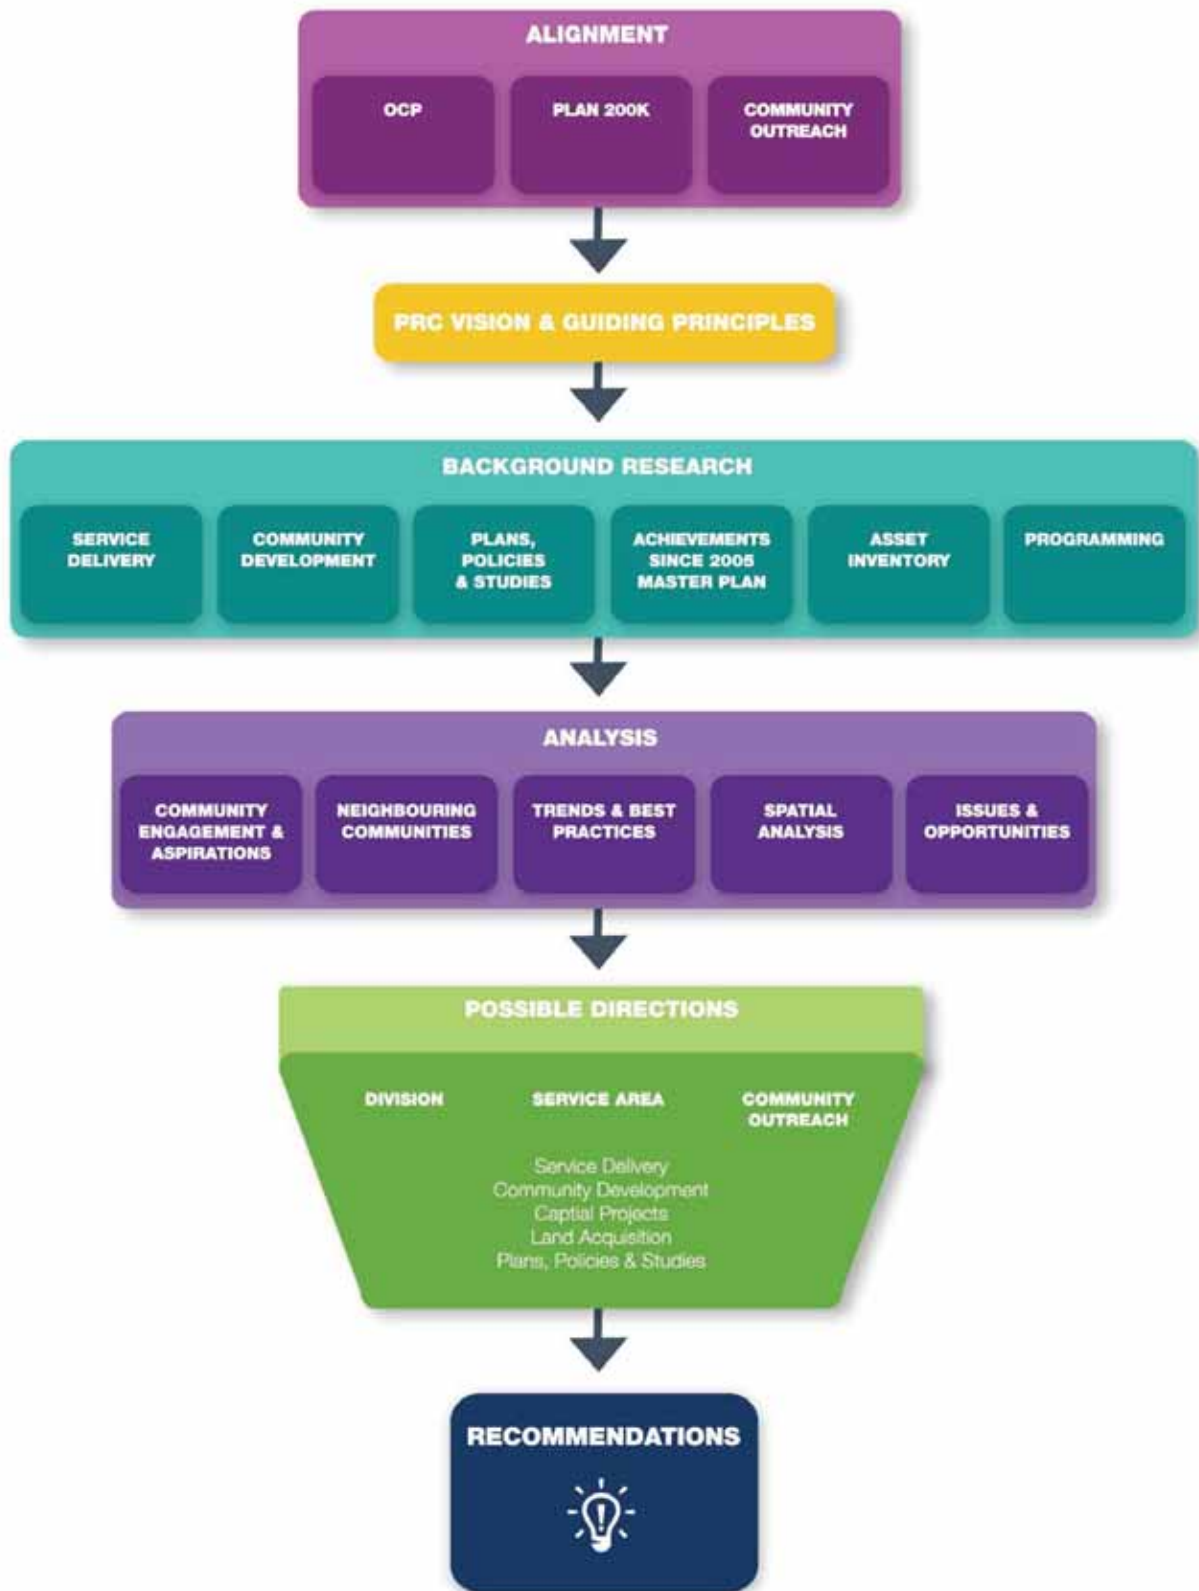 ALIGNMENT
OCP
PLAN 200K
COMMUNITY
OUTREACH
PRC VISION & GUIDING PRINCIPLES
BACKGROUND RESEARCH
SERVICE
DELIVERY
COMMUNITY
DEVELOPMENT
PLANS,
POLICIES
& STUDIES
ACHIEVEMENTS
SINCE 2005
MASTER PLAN
ASSET
INVENTORY
PROGRAMMING
ANALYSIS
COMMUNITY
ENGAGEMENT &
ASPIRATIONS
NEIGHBOURING
COMMUNITIES
TRENDS & BEST
PRACTICES
SPATIAL
ANALYSIS
ISSUES &
OPPORTUNITIES
POSSIBLE DIRECTIONS
DIVISION
SERVICE AREA
COMMUNITY
OUTREACH
Service Delivery
Community Development
Captial Projects
Land Acquisition
Plans, Policies & Studies
RECOMMENDATIONS